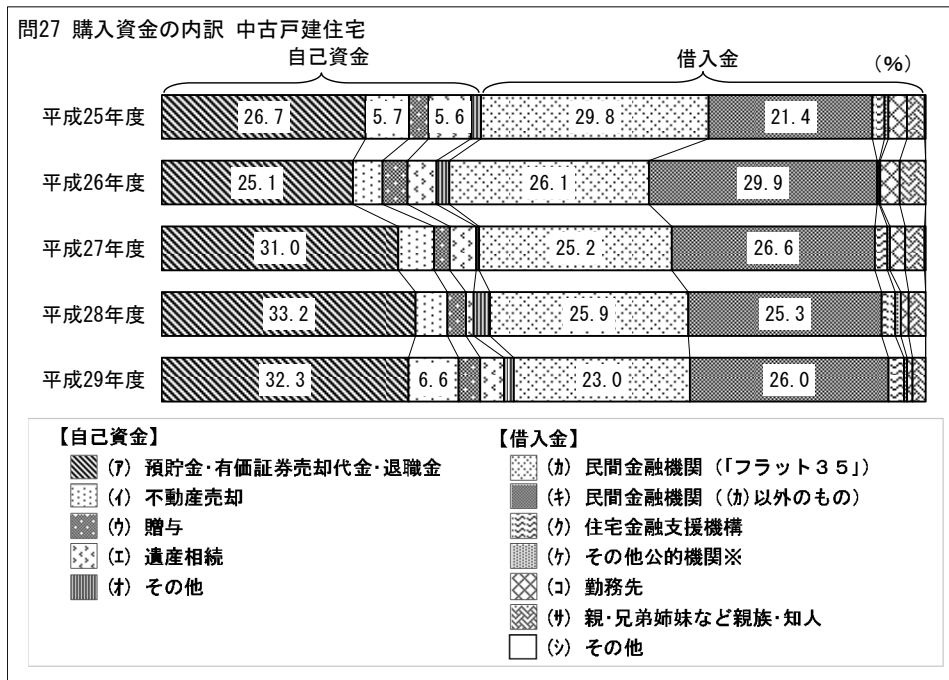 問27 購入資金の内訳 中古戸建住宅
自己資金 借入金 (%)
平成25年度 26.7 5.7 5.6 29.8 21.4
平成26年度 25.1 26.1 29.9
平成27年度 31.0 25.2 26.6
平成28年度 33.2 25.9 25.3
平成29年度 32.3 6.6 23.0 26.0
【自己資金】
(ｱ) 預貯金･有価証券売却代金･退職金
(ｲ) 不動産売却
(ｳ) 贈与
(ｴ) 遺産相続
(ｵ) その他
【借入金】
(ｶ) 民間金融機関（「フラット３５」）
(ｷ) 民間金融機関（(ｶ)以外のもの）
(ｸ) 住宅金融支援機構
(ｹ) その他公的機関※
(ｺ) 勤務先
(ｻ) 親･兄弟姉妹など親族･知人
(ｼ) その他